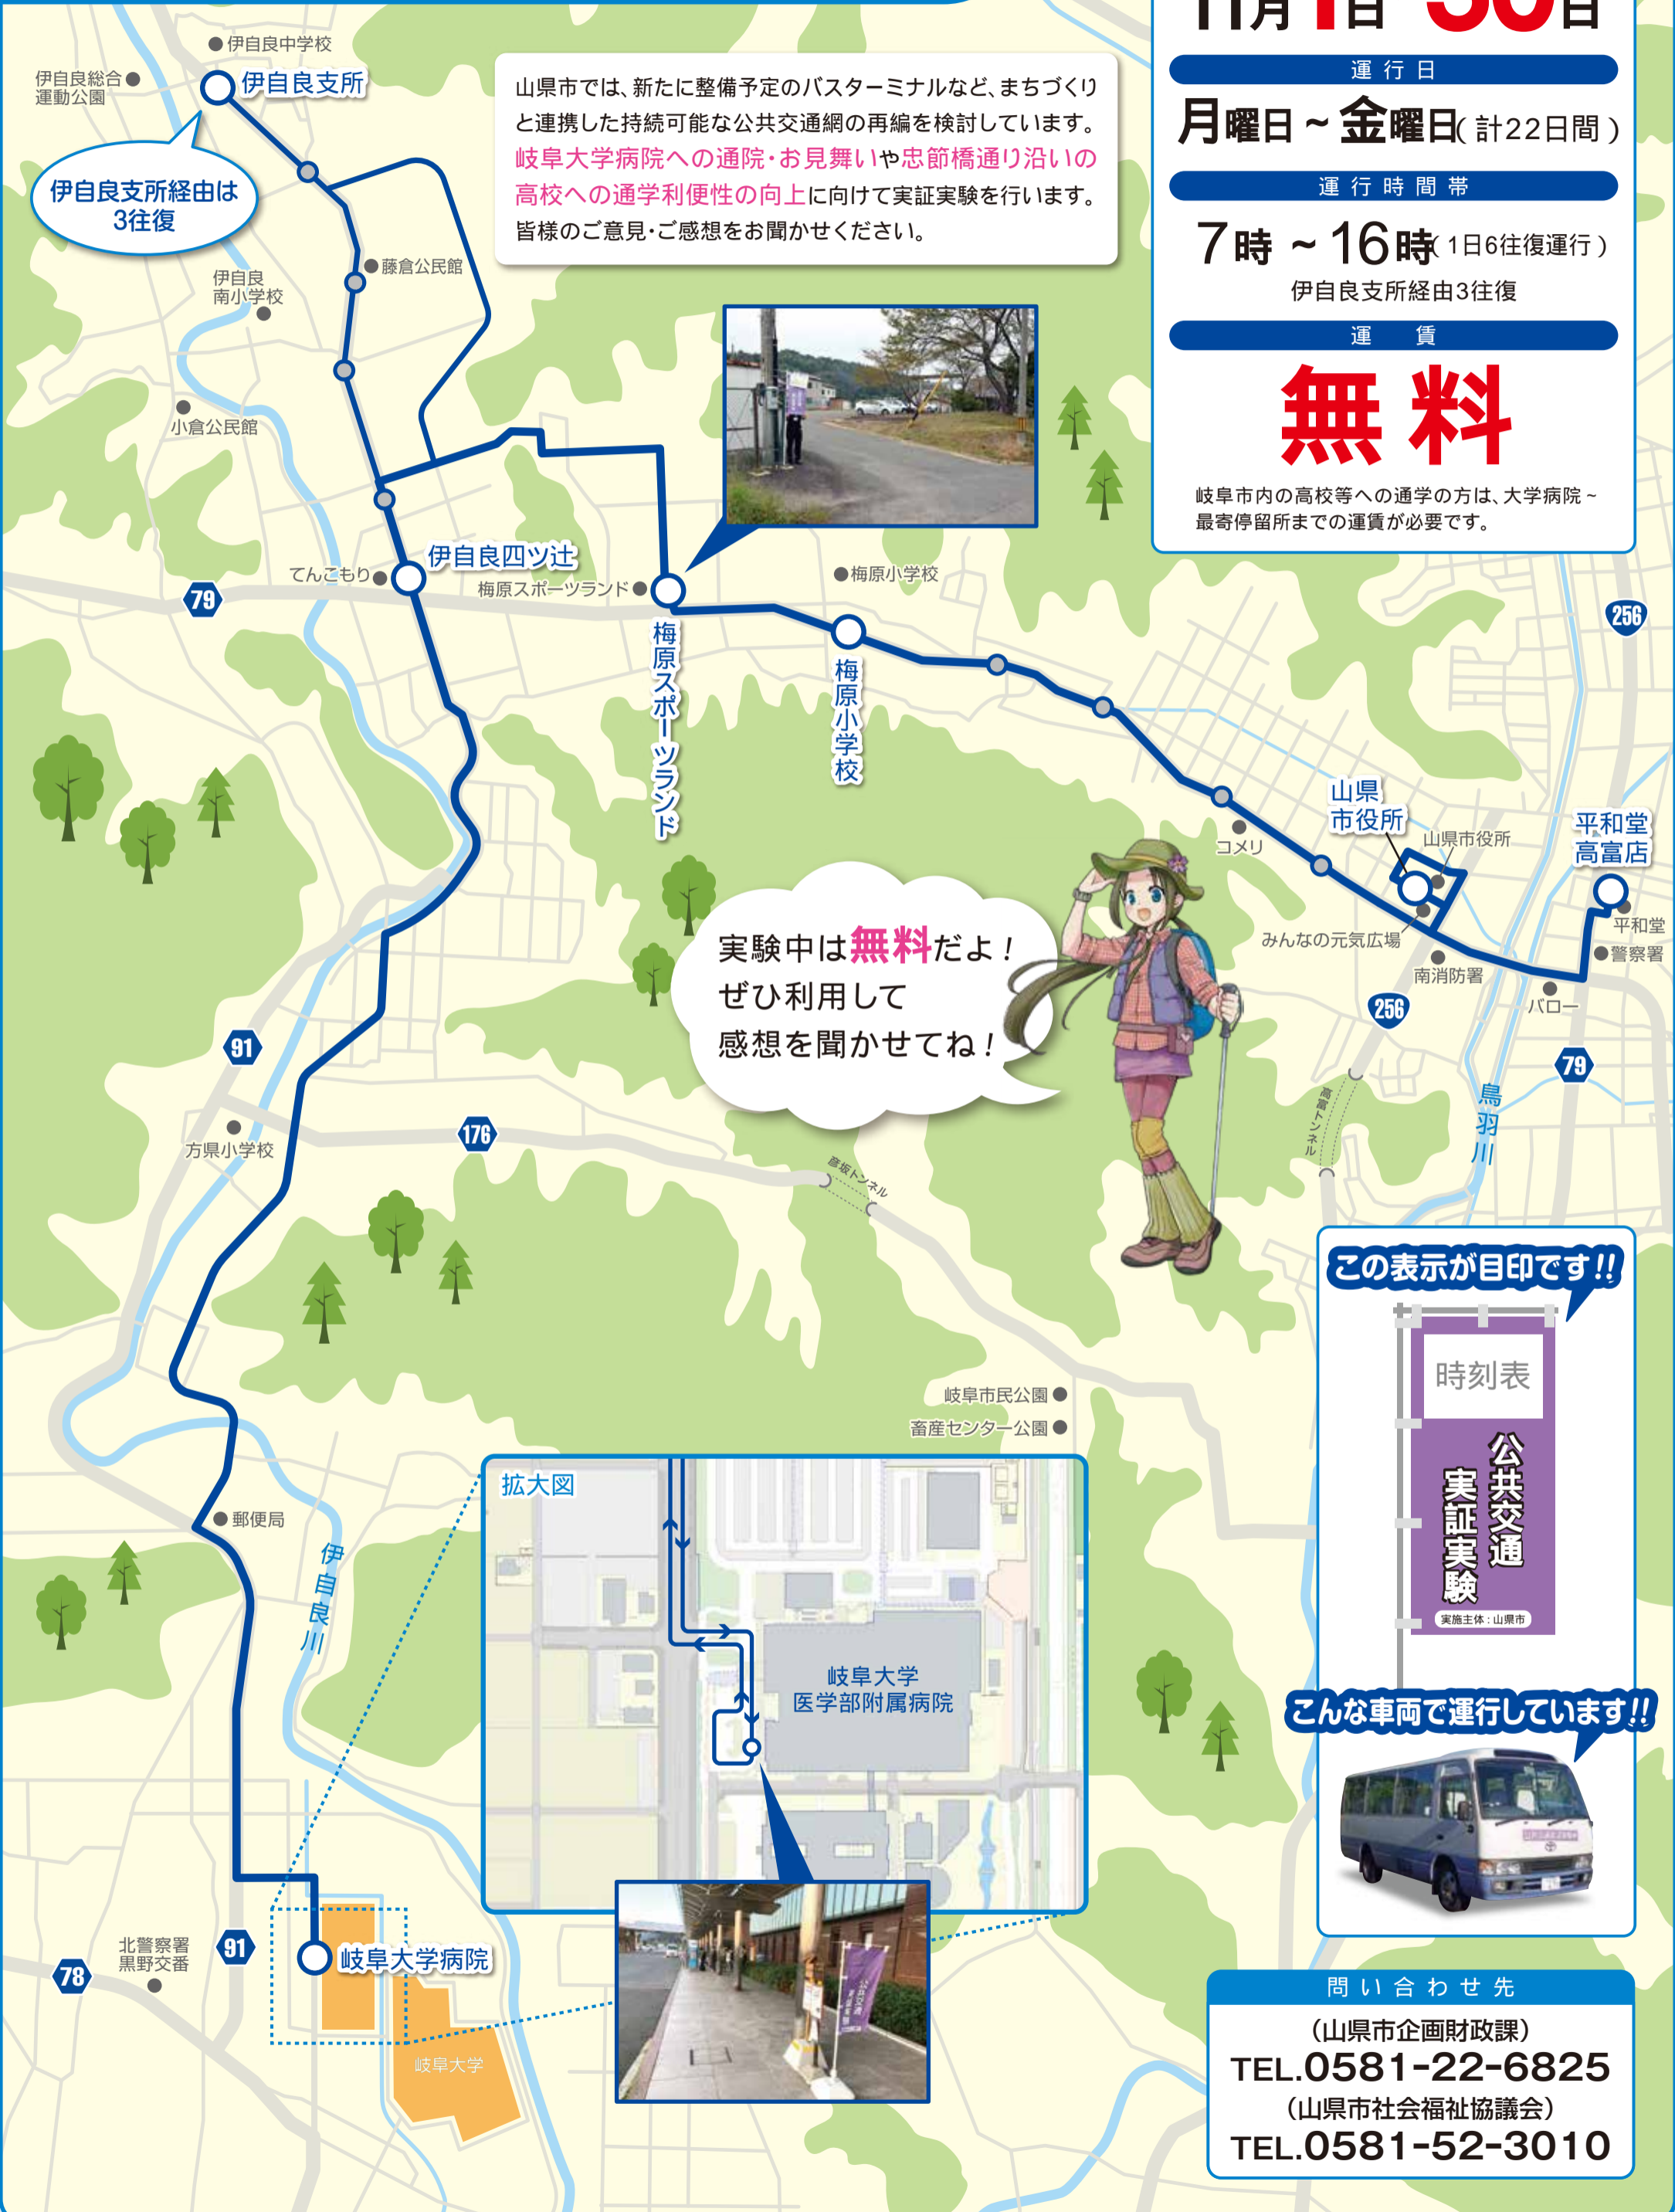 11月1日 30日
運行日
月曜日~金曜日(計22日間)
運行時間帯
7時~16時(1日6往復運行)
伊自良支所経由3往復
運 賃
無料
岐阜市内の高校等への通学の方は、大学病院~
最寄停留所までの運賃が必要です。
山県市では、新たに整備予定のバスターミナルなど、まちづくり
と連携した持続可能な公共交通網の再編を検討しています。
岐阜大学病院への通院・お見舞いや忠節橋通り沿いの
高校への通学利便性の向上に向けて実証実験を行います。
皆様のご意見・ご感想をお聞かせください。
伊自良中学校
伊自良総合
運動公園
伊自良支所
伊自良支所経由は
3往復
藤倉公民館
伊自良
南小学校
小倉公民館
伊自良四ツ辻
てんこもり
79
梅原スポーツランド
梅原スポーツランド
梅原小学校
梅原小学校
256
コメリ
山県
市役所
山県市役所
平和堂
高富店
平和堂
警察署
みんなの元気広場
南消防署
バロー
256
79
鳥羽川
高富トンネル
実験中は無料だよ!
ぜひ利用して
感想を聞かせてね!
91
方県小学校
176
彦坂トンネル
岐阜市民公園
畜産センター公園
郵便局
伊自良川
拡大図
岐阜大学
医学部附属病院
公共交通
北警察署
黒野交番
91
78
岐阜大学病院
岐阜大学
この表示が目印です!!
時刻表
公共交通
実証実験
実施主体:山県市
こんな車両で運行しています!!
問い合わせ先
(山県市企画財政課)
TEL.0581-22-6825
(山県市社会福祉協議会)
TEL.0581-52-3010